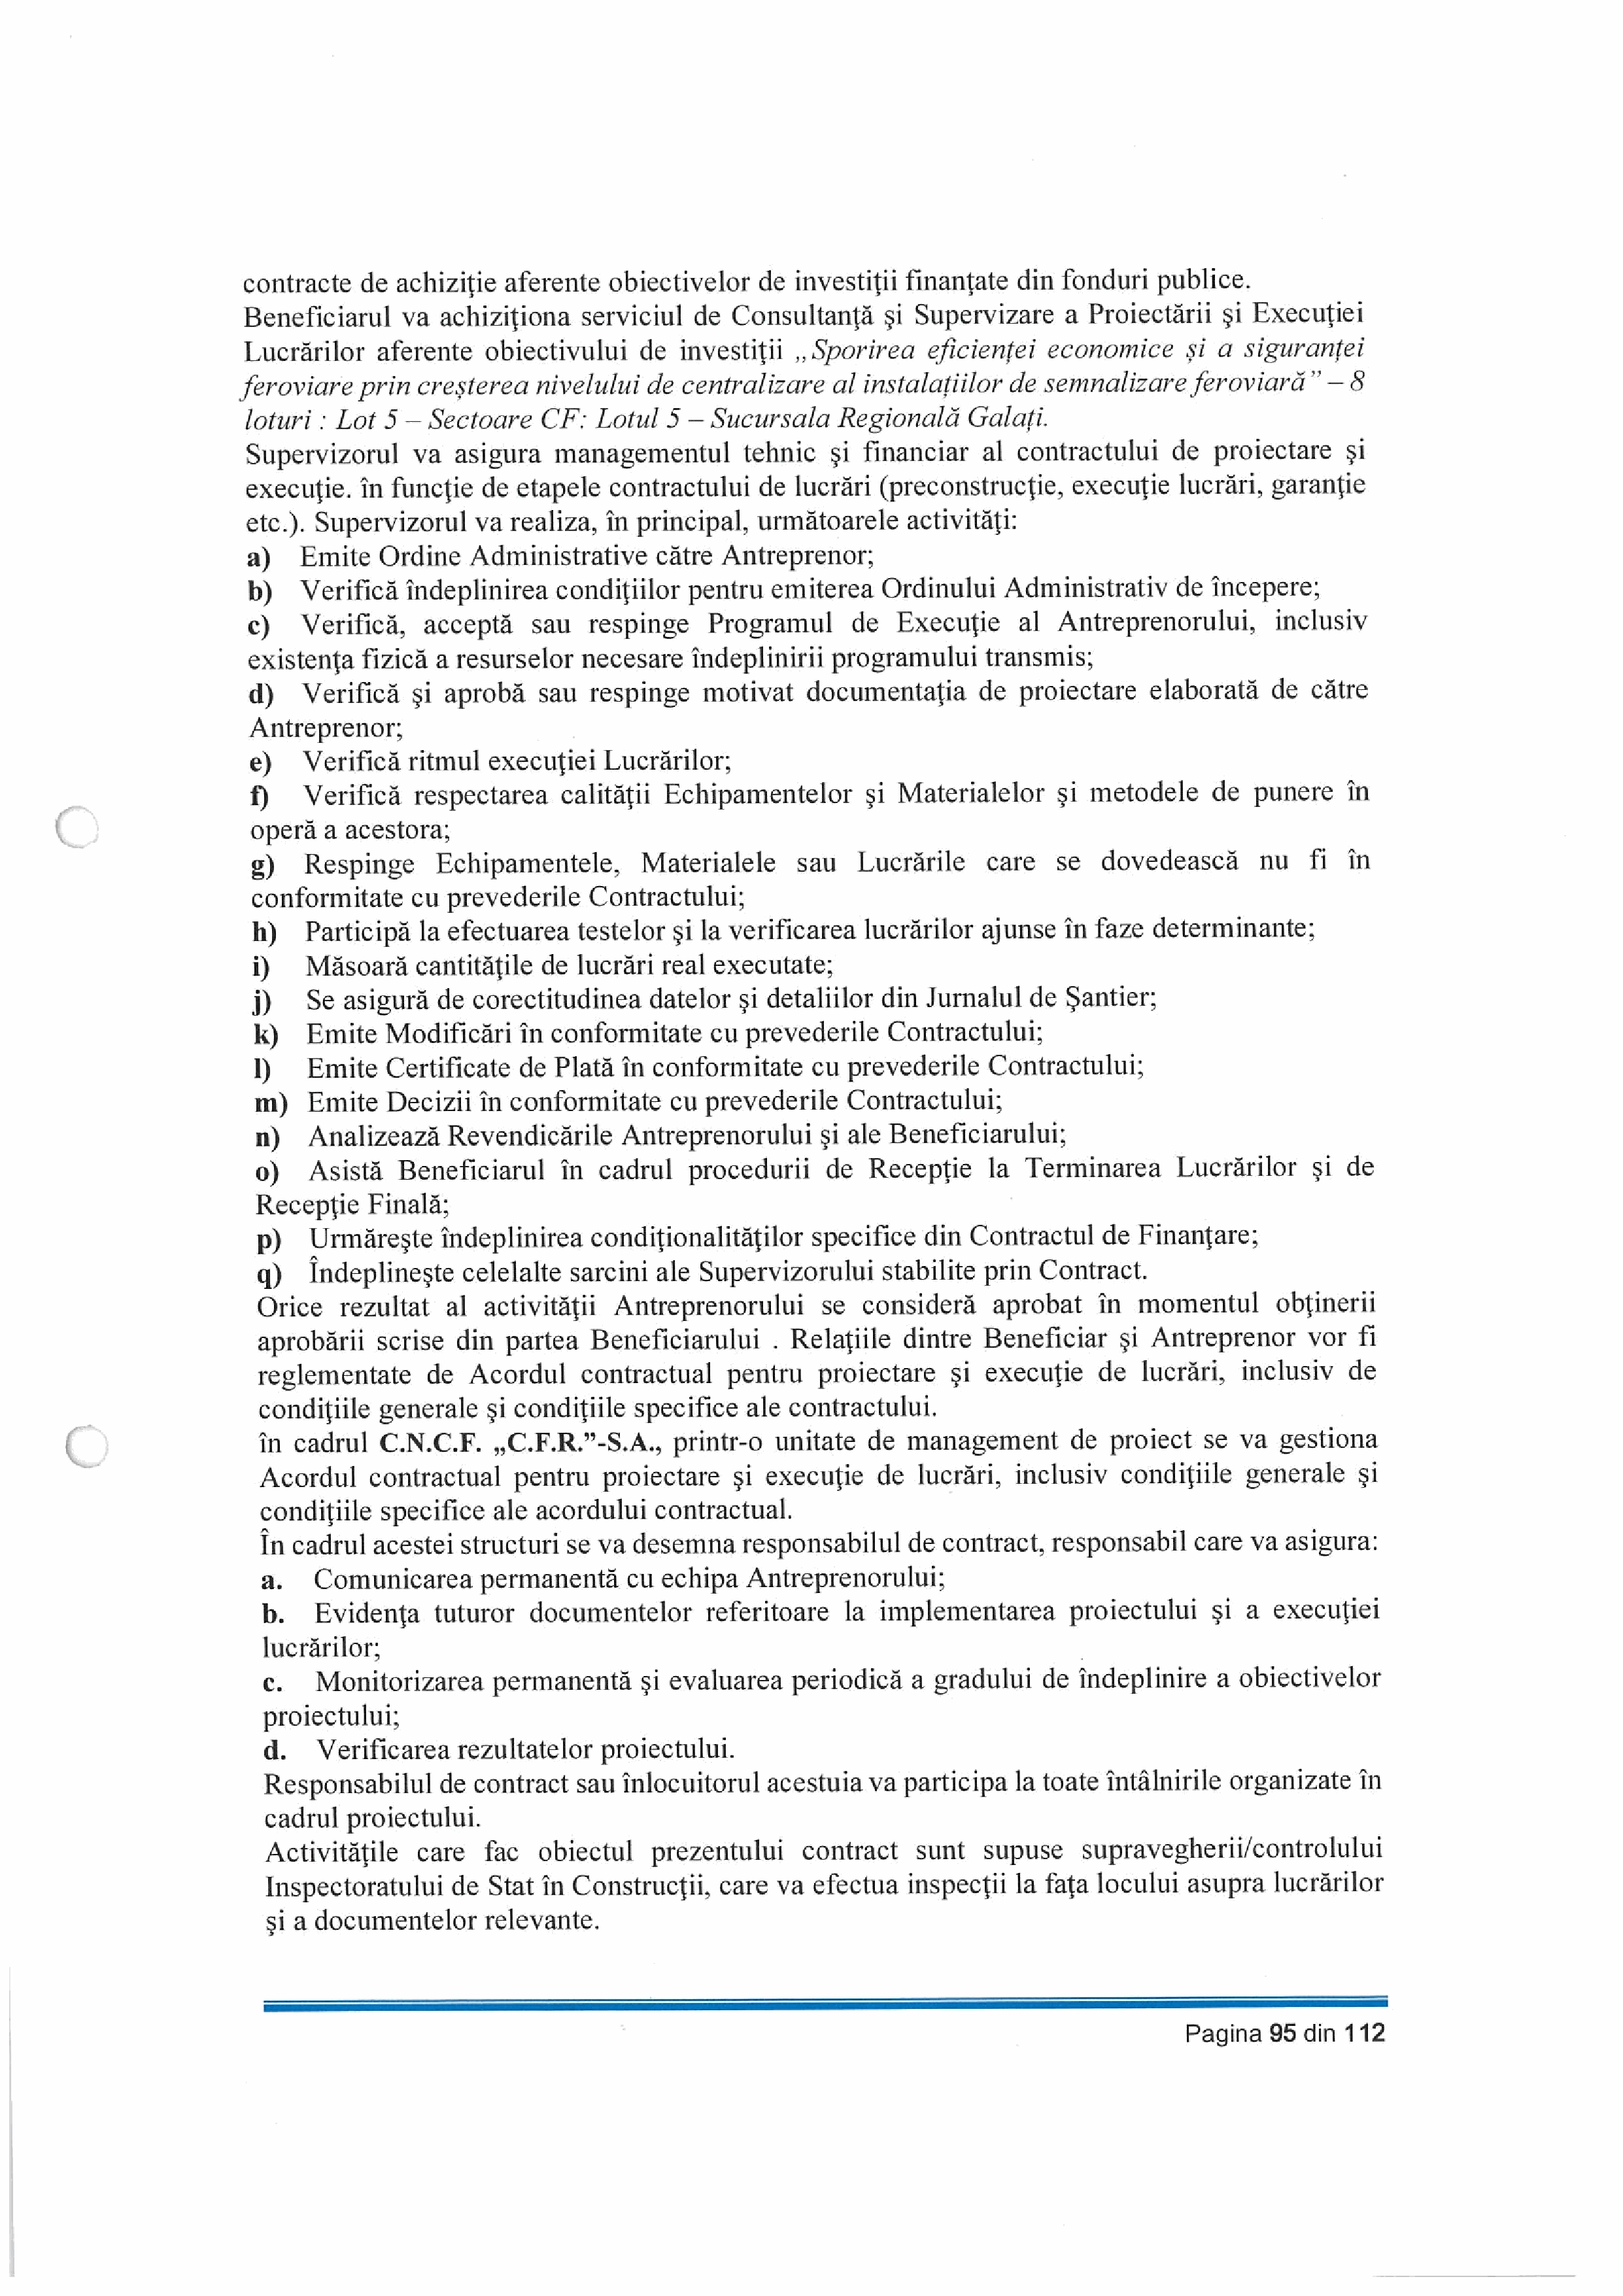 contracte de achiziţie aferente obiectivelor de investiţii finanţate din fonduri publice.
Beneficiarul va achiziţiona serviciul de Consultanţă şi Supervizare a Proiectării şi Execuţiei
Lucrărilor aferente obiectivului de investiţii „Sporirea eficienţei economice şi a siguranţei
feroviare prin creşterea nivelului de centralizare al instalaţiilor de semnalizare feroviară” – 8
loturi : Lot 5 – Sectoare CF: Lotul 5 – Sucursala Regională Galaţi.
Supervizorul va asigura managementul tehnic şi financiar al contractului de proiectare şi
execuţie. în funcţie de etapele contractului de lucrări (preconstrucţie, execuţie lucrări, garanţie
etc.). Supervizorul va realiza, în principal, următoarele activităţi:
a) Emite Ordine Administrative către Antreprenor;
b) Verifică îndeplinirea condiţiilor pentru emiterea Ordinului Administrativ de începere;
c) Verifică, acceptă sau respinge Programul de Execuţie al Antreprenorului, inclusiv
existenţa fizică a resurselor necesare îndeplinirii programului transmis;
d) Verifică şi aprobă sau respinge motivat documentaţia de proiectare elaborată de către
Antreprenor;
e) Verifică ritmul execuţiei Lucrărilor;
f) Verifică respectarea calităţii Echipamentelor şi Materialelor şi metodele de punere în
operă a acestora;
g) Respinge Echipamentele, Materialele sau Lucrările care se dovedească nu fi în
conformitate cu prevederile Contractului;
h) Participă la efectuarea testelor şi la verificarea lucrărilor ajunse în faze determinante;
i) Măsoară cantităţile de lucrări real executate;
j) Se asigură de corectitudinea datelor şi detaliilor din Jurnalul de Şantier;
k) Emite Modificări în conformitate cu prevederile Contractului;
l) Emite Certificate de Plată în conformitate cu prevederile Contractului;
m) Emite Decizii în conformitate cu prevederile Contractului;
n) Analizează Revendicările Antreprenorului şi ale Beneficiarului;
o) Asistă Beneficiarul în cadrul procedurii de Recepţie la Terminarea Lucrărilor şi de
Recepţie Finală;
p) Urmăreşte îndeplinirea condiţionalităţilor specifice din Contractul de Finanţare;
q) Îndeplineşte celelalte sarcini ale Supervizorului stabilite prin Contract.
Orice rezultat al activităţii Antreprenorului se consideră aprobat în momentul obţinerii
aprobării scrise din partea Beneficiarului . Relaţiile dintre Beneficiar şi Antreprenor vor fi
reglementate de Acordul contractual pentru proiectare şi execuţie de lucrări, inclusiv de
condiţiile generale şi condiţiile specifice ale contractului.
în cadrul C.N.C.F. „C.F.R.”-S.A., printr-o unitate de management de proiect se va gestiona
Acordul contractual pentru proiectare şi execuţie de lucrări, inclusiv condiţiile generale şi
condiţiile specifice ale acordului contractual.
În cadrul acestei structuri se va desemna responsabilul de contract, responsabil care va asigura:
a. Comunicarea permanentă cu echipa Antreprenorului;
b. Evidenţa tuturor documentelor referitoare la implementarea proiectului şi a execuţiei
lucrărilor;
c. Monitorizarea permanentă şi evaluarea periodică a gradului de îndeplinire a obiectivelor
proiectului;
d. Verificarea rezultatelor proiectului.
Responsabilul de contract sau înlocuitorul acestuia va participa la toate întâlnirile organizate în
cadrul proiectului.
Activităţile care fac obiectul prezentului contract sunt supuse supravegherii/controlului
Inspectoratului de Stat în Construcţii, care va efectua inspecţii la faţa locului asupra lucrărilor
şi a documentelor relevante.
Pagina 95 din 112